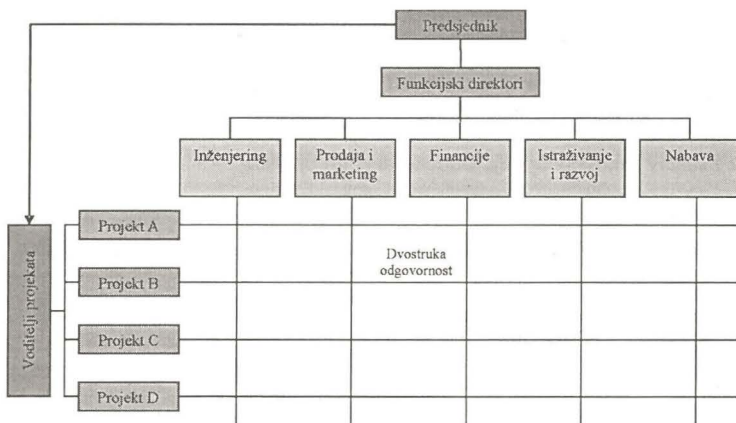 Predsjednik
Funkcijski direktori
Inženjering
Prodaja i
marketing
Financije
Istraživanje
i razvoj
Nabava
Voditelji projekata
Projekt A
Dvostruka
odgovornost
Projekt B
Projekt C
Projekt D